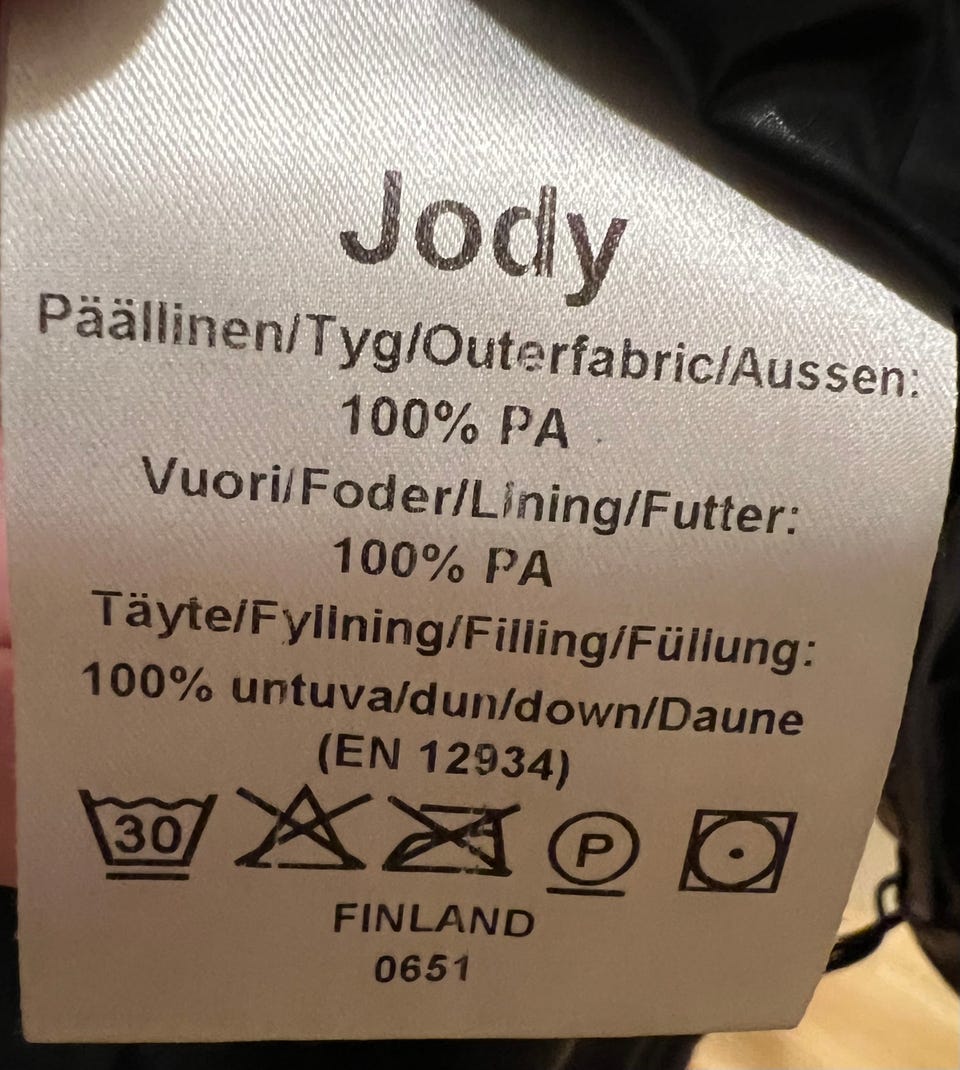 Jody
Päällinen/Tyg/Outerfabric/Aussen:
100% PA
Vuori/Foder/Lining/Futter:
100% PA
Täyte/Fyllning/Filling/Füllung:
100% untuva/dun/down/Daune
(EN 12934)
30 P
FINLAND
0651